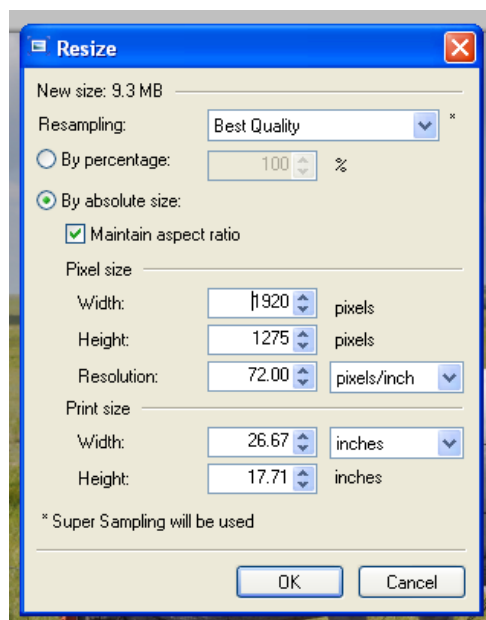 Resize
New size: 9.3 MB
Resampling: Best Quality *
By percentage: 100 %
By absolute size:
Maintain aspect ratio
Pixel size
Width: 1920 pixels
Height: 1275 pixels
Resolution: 72.00 pixels/inch
Print size
Width: 26.67 inches
Height: 17.71 inches
* Super Sampling will be used
OK Cancel